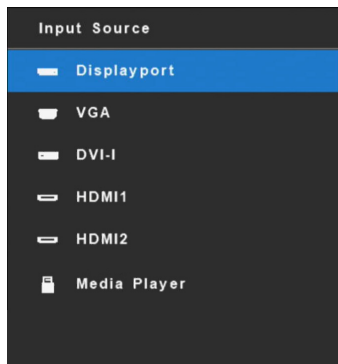 Input Source
Displayport
VGA
DVI-I
HDMI1
HDMI2
Media Player